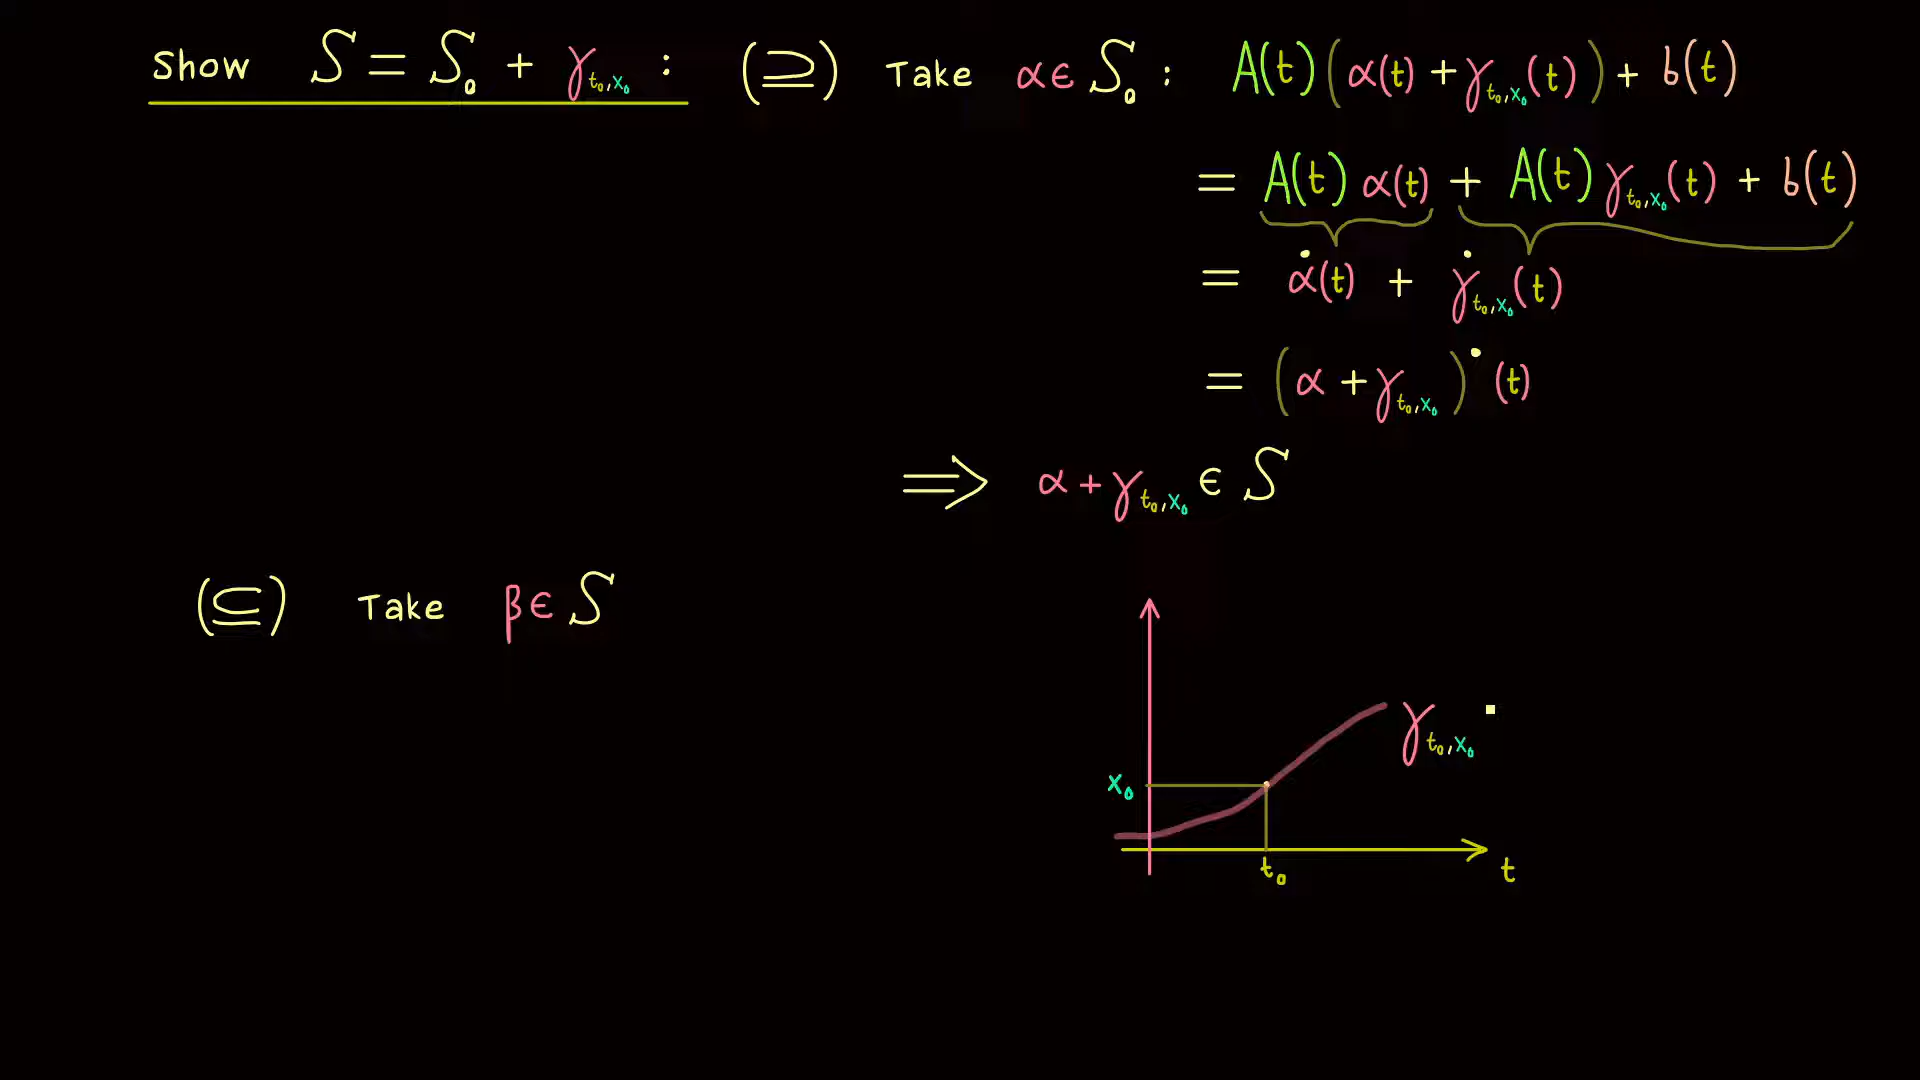 Show 𝒮 = 𝒮₀ + γ_{t₀,x₀} : (⊇) Take α ∈ 𝒮₀ : A(t)(α(t) + γ_{t₀,x₀}(t)) + b(t)
= A(t) α(t) + A(t) γ_{t₀,x₀}(t) + b(t)
= α̇(t) + γ̇_{t₀,x₀}(t)
= (α + γ_{t₀,x₀})˙(t)
⟹ α + γ_{t₀,x₀} ∈ 𝒮
(⊆) Take β ∈ 𝒮
γ_{t₀,x₀}
x₀
t₀
t